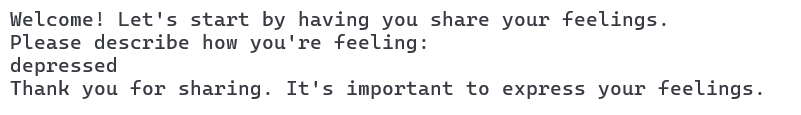 Welcome! Let's start by having you share your feelings.
Please describe how you're feeling:
depressed
Thank you for sharing. It's important to express your feelings.